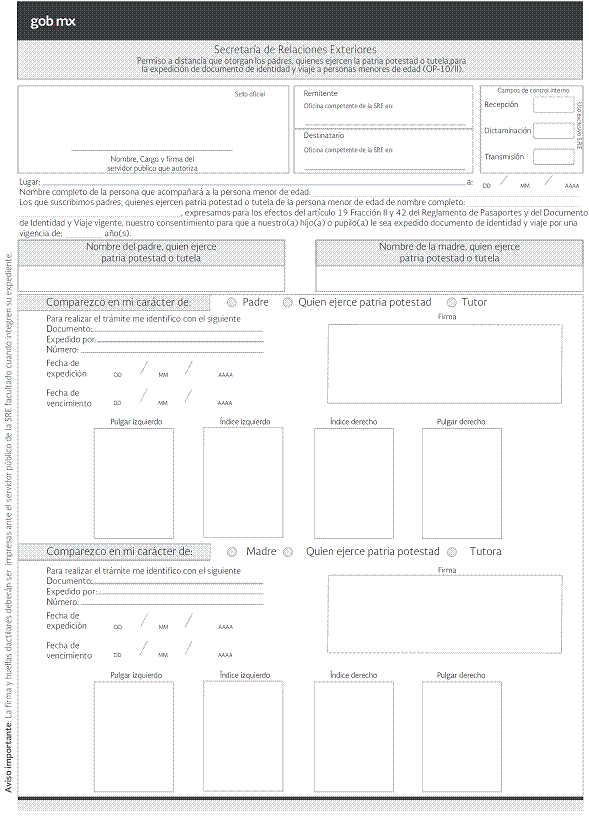 gob mx
Secretaría de Relaciones Exteriores
Permiso a distancia que otorgan los padres, quienes ejercen la patria potestad o tutela para
la expedición de documento de identidad y viaje a personas menores de edad (OP-10/II).
Sello oficial
Nombre, Cargo y firma del
servidor público que autoriza
Remitente
Oficina competente de la SRE en:
Destinatario
Oficina competente de la SRE en:
Campos de control interno
Recepción
Dictaminación
Transmisión
Uso exclusivo SRE
Lugar: a: / /
DD MM AAAA
Nombre completo de la persona que acompañará a la persona menor de edad:
Los que suscribimos padres, quienes ejercen patria potestad o tutela de la persona menor de edad de nombre completo:
, expresamos para los efectos del artículo 19 Fracción II y 42 del Reglamento de Pasaportes y del Documento
de Identidad y Viaje vigente, nuestro consentimiento para que a nuestro(a) hijo(a) o pupilo(a) le sea expedido documento de identidad y viaje por una
vigencia de: año(s).
Nombre del padre, quien ejerce
patria potestad o tutela
Nombre de la madre, quien ejerce
patria potestad o tutela
Comparezco en mi carácter de: Padre Quien ejerce patria potestad Tutor
Para realizar el trámite me identifico con el siguiente
Documento:
Expedido por:
Número:
Firma
Fecha de
expedición
DD / MM / AAAA
Fecha de
vencimiento
DD / MM / AAAA
Pulgar izquierdo Índice izquierdo Índice derecho Pulgar derecho
Comparezco en mi carácter de: Madre Quien ejerce patria potestad Tutora
Para realizar el trámite me identifico con el siguiente
Documento:
Expedido por:
Número:
Firma
Fecha de
expedición
DD / MM / AAAA
Fecha de
vencimiento
DD / MM / AAAA
Pulgar izquierdo Índice izquierdo Índice derecho Pulgar derecho
Aviso importante: La firma y huellas dactilares deberán ser impresas ante el servidor público de la SRE facultado cuando integren su expediente.